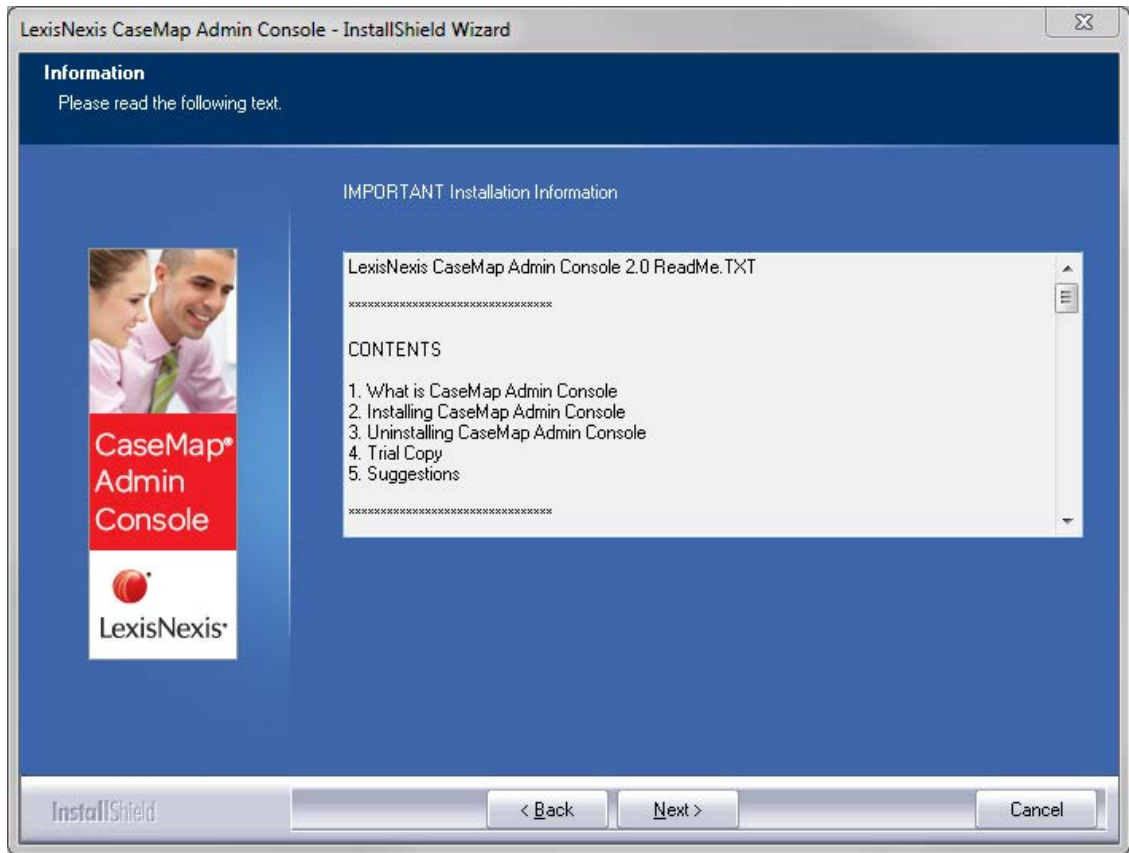 LexisNexis CaseMap Admin Console - InstallShield Wizard
Information
Please read the following text.
IMPORTANT Installation Information
LexisNexis CaseMap Admin Console 2.0 ReadMe.TXT
********************************
CONTENTS
1. What is CaseMap Admin Console
2. Installing CaseMap Admin Console
3. Uninstalling CaseMap Admin Console
4. Trial Copy
5. Suggestions
********************************
CaseMap®
Admin
Console
LexisNexis®
InstallShield
< Back
Next >
Cancel